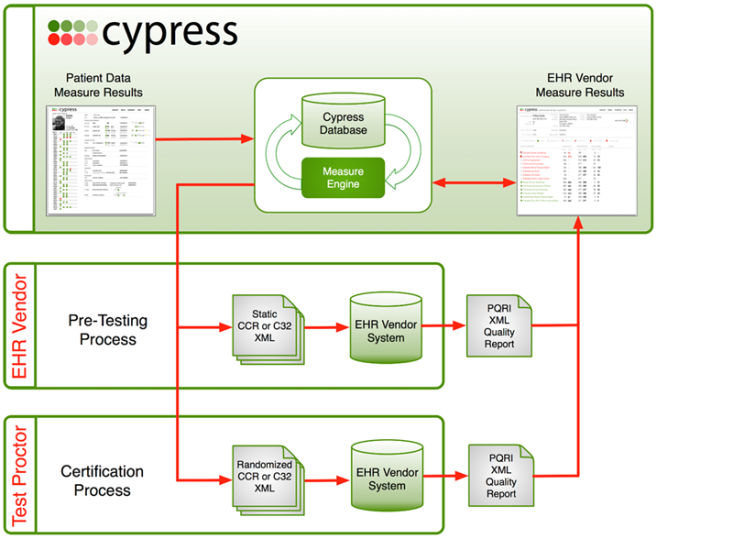 cypress
Patient Data
Measure Results
EHR Vendor
Measure Results
cypress
cypress
Cypress
Database
Measure
Engine
EHR Vendor
Pre-Testing
Process
Static
CCR or C32
XML
EHR Vendor
System
PQRI
XML
Quality
Report
Test Proctor
Certification
Process
Randomized
CCR or C32
XML
EHR Vendor
System
PQRI
XML
Quality
Report